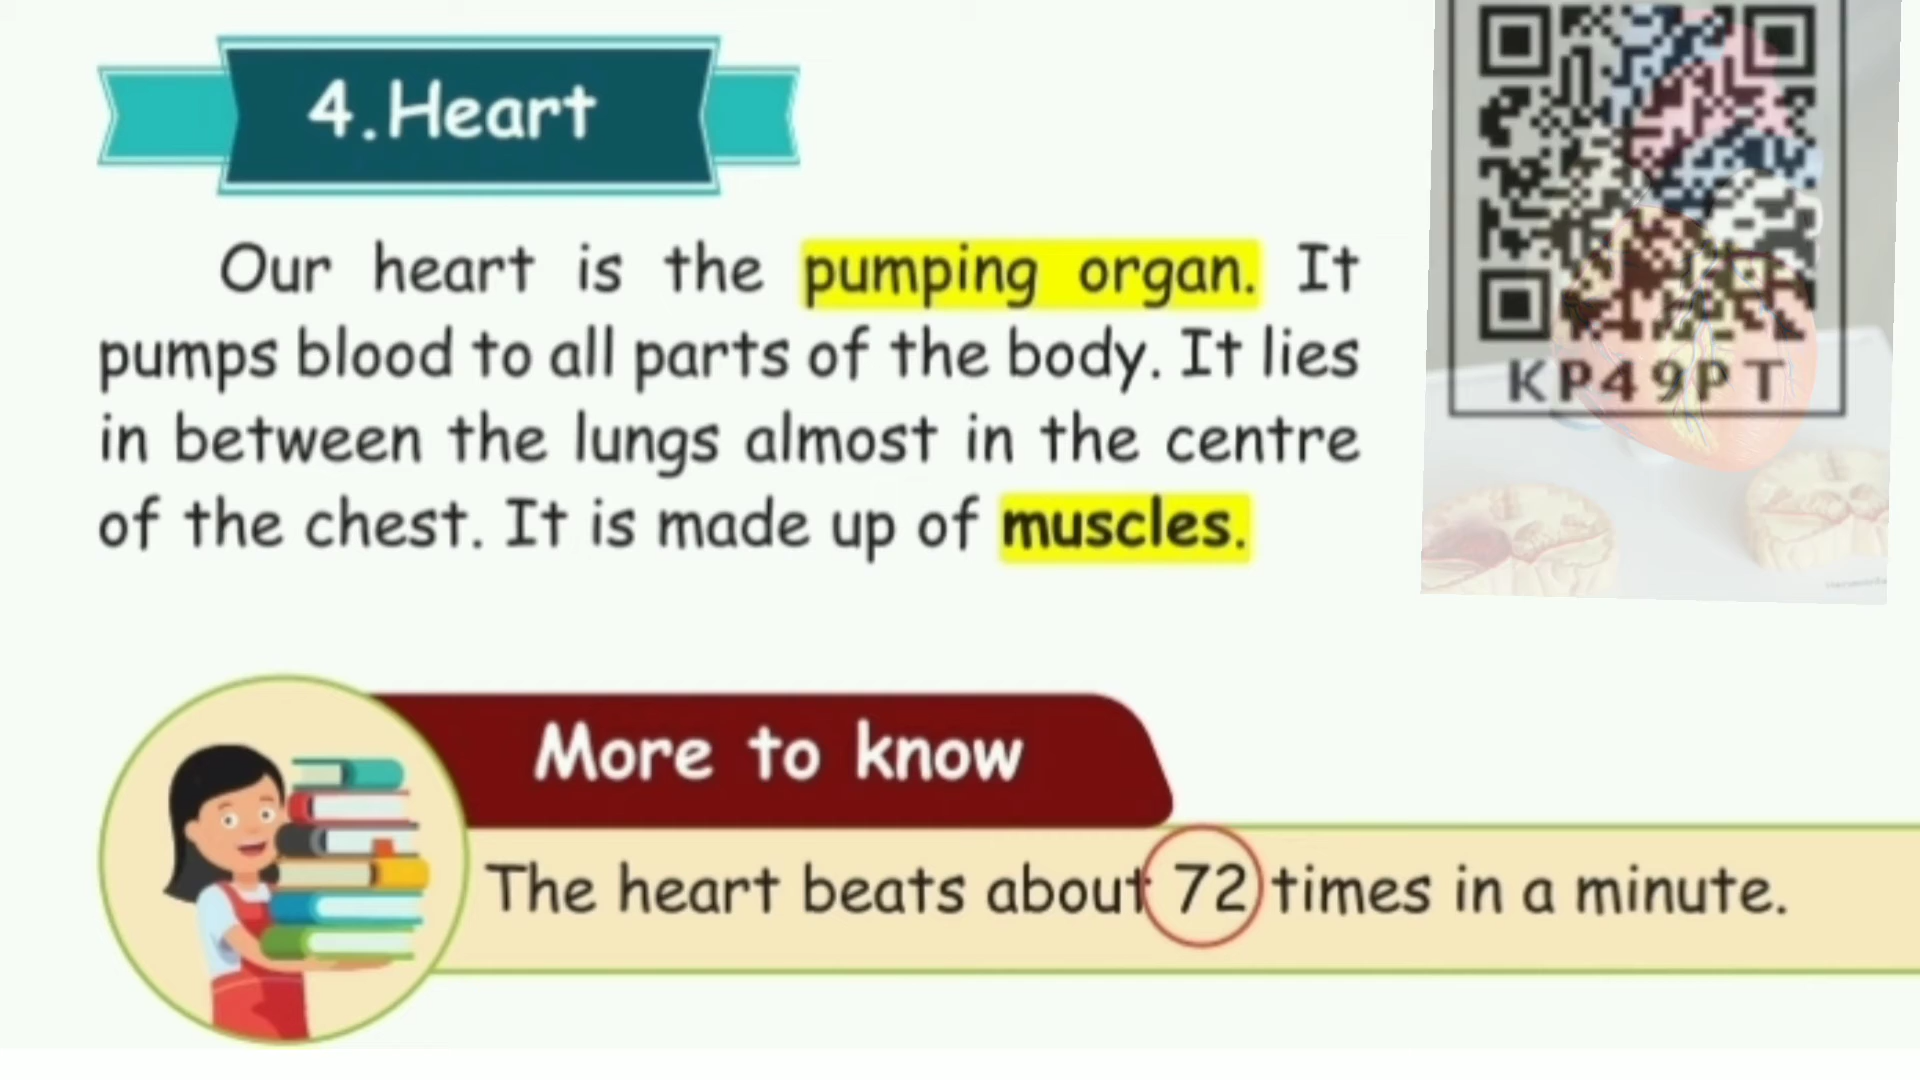 4.Heart
Our heart is the pumping organ. It
pumps blood to all parts of the body. It lies
in between the lungs almost in the centre
of the chest. It is made up of muscles.
KP49PT
More to know
The heart beats about 72 times in a minute.